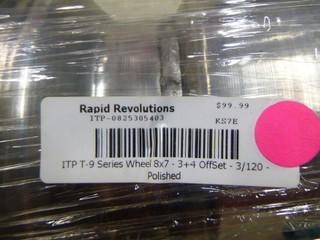 Rapid Revolutions $99.99
ITP-0825305403 KS7E
ITP T-9 Series Wheel 8x7 - 3+4 OffSet - 3/120 -
Polished